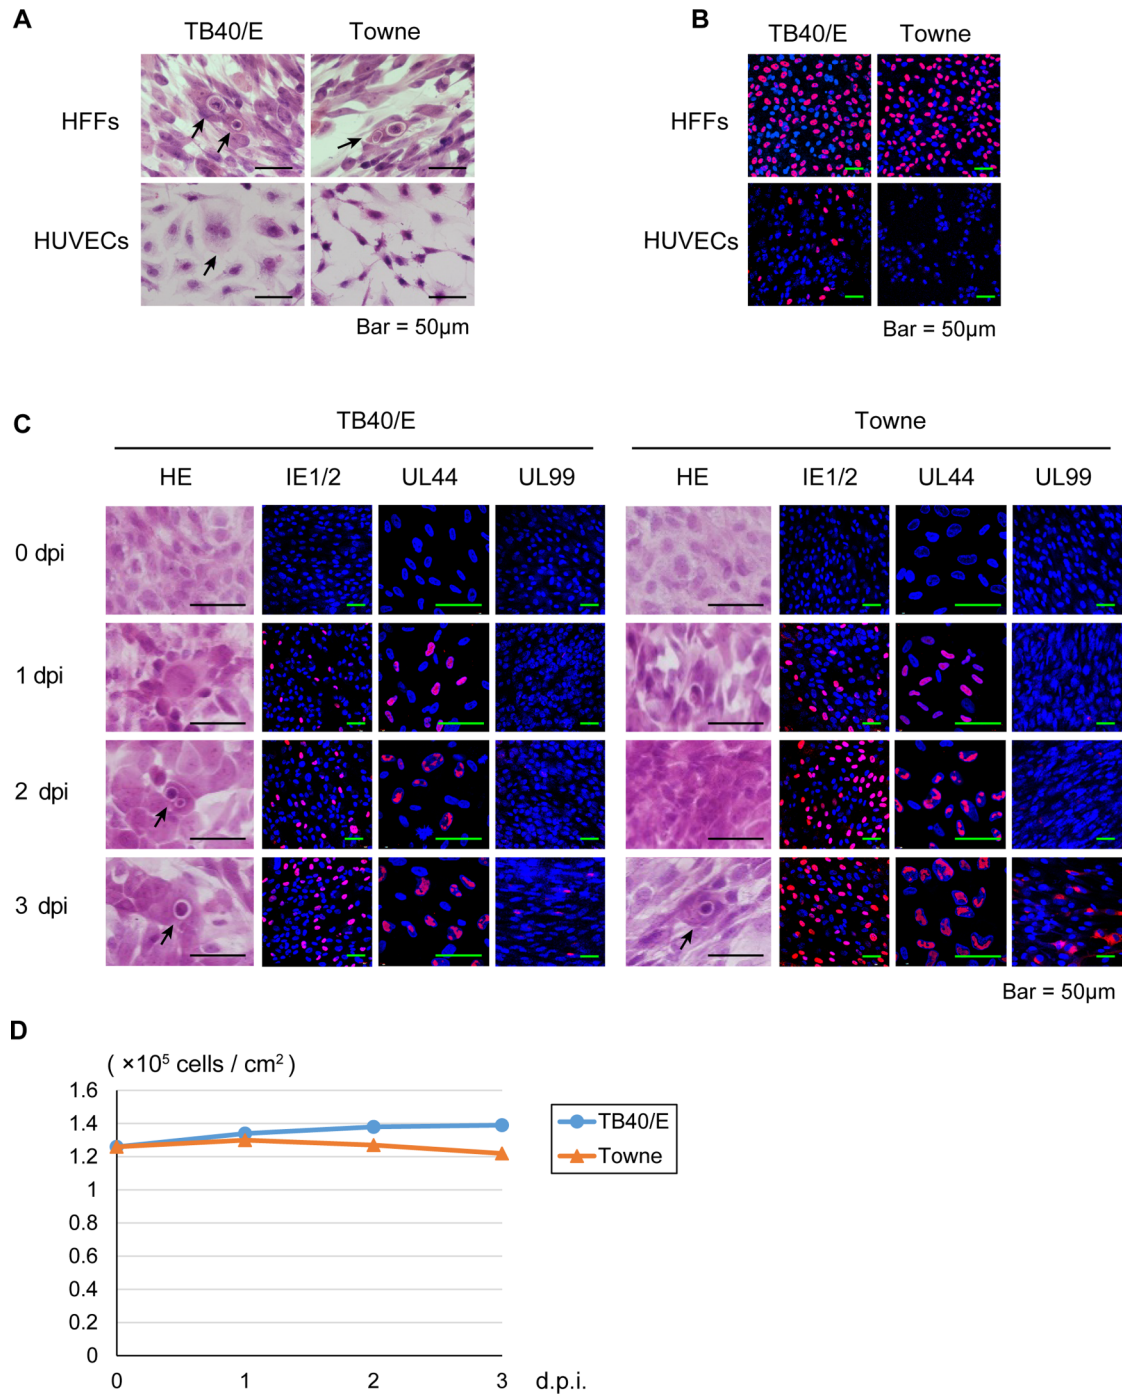 A
TB40/E Towne
HFFs
HUVECs
Bar = 50µm
B
TB40/E Towne
HFFs
HUVECs
Bar = 50µm
C
TB40/E Towne
HE IE1/2 UL44 UL99 HE IE1/2 UL44 UL99
0 dpi
1 dpi
2 dpi
3 dpi
Bar = 50µm
D
( ×10⁵ cells / cm² )
1.6
1.4
1.2
1
0.8
0.6
0.4
0.2
0
0 1 2 3 d.p.i.
TB40/E
Towne